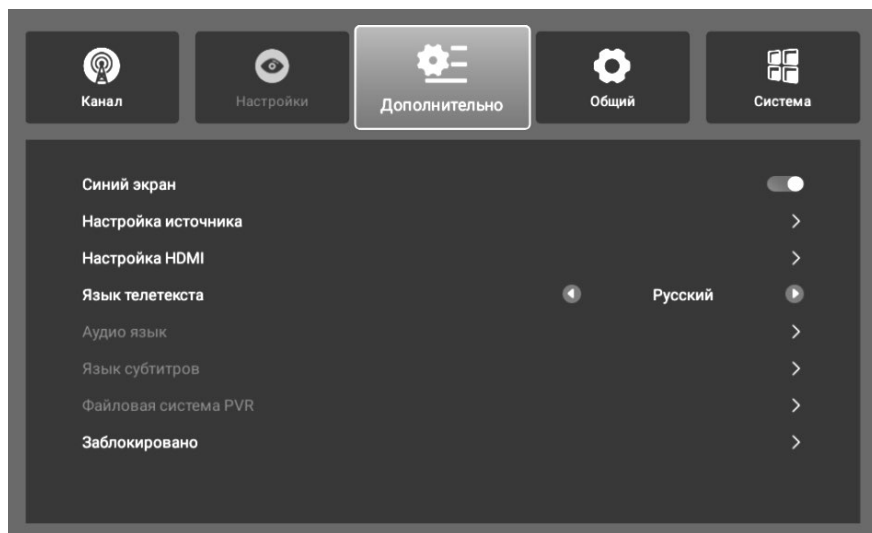 Канал
Настройки
Дополнительно
Общий
Система
Синий экран
Настройка источника
Настройка HDMI
Язык телетекста Русский
Аудио язык
Язык субтитров
Файловая система PVR
Заблокировано